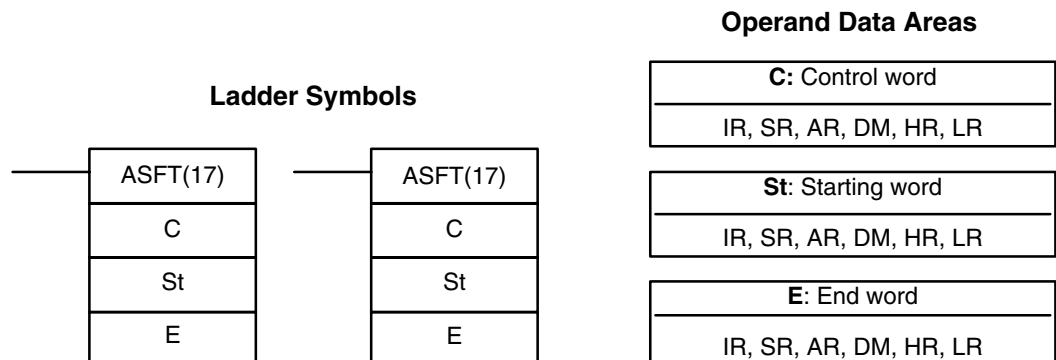 Ladder Symbols
ASFT(17)
C
St
E
ASFT(17)
C
St
E
Operand Data Areas
C: Control word
IR, SR, AR, DM, HR, LR
St: Starting word
IR, SR, AR, DM, HR, LR
E: End word
IR, SR, AR, DM, HR, LR